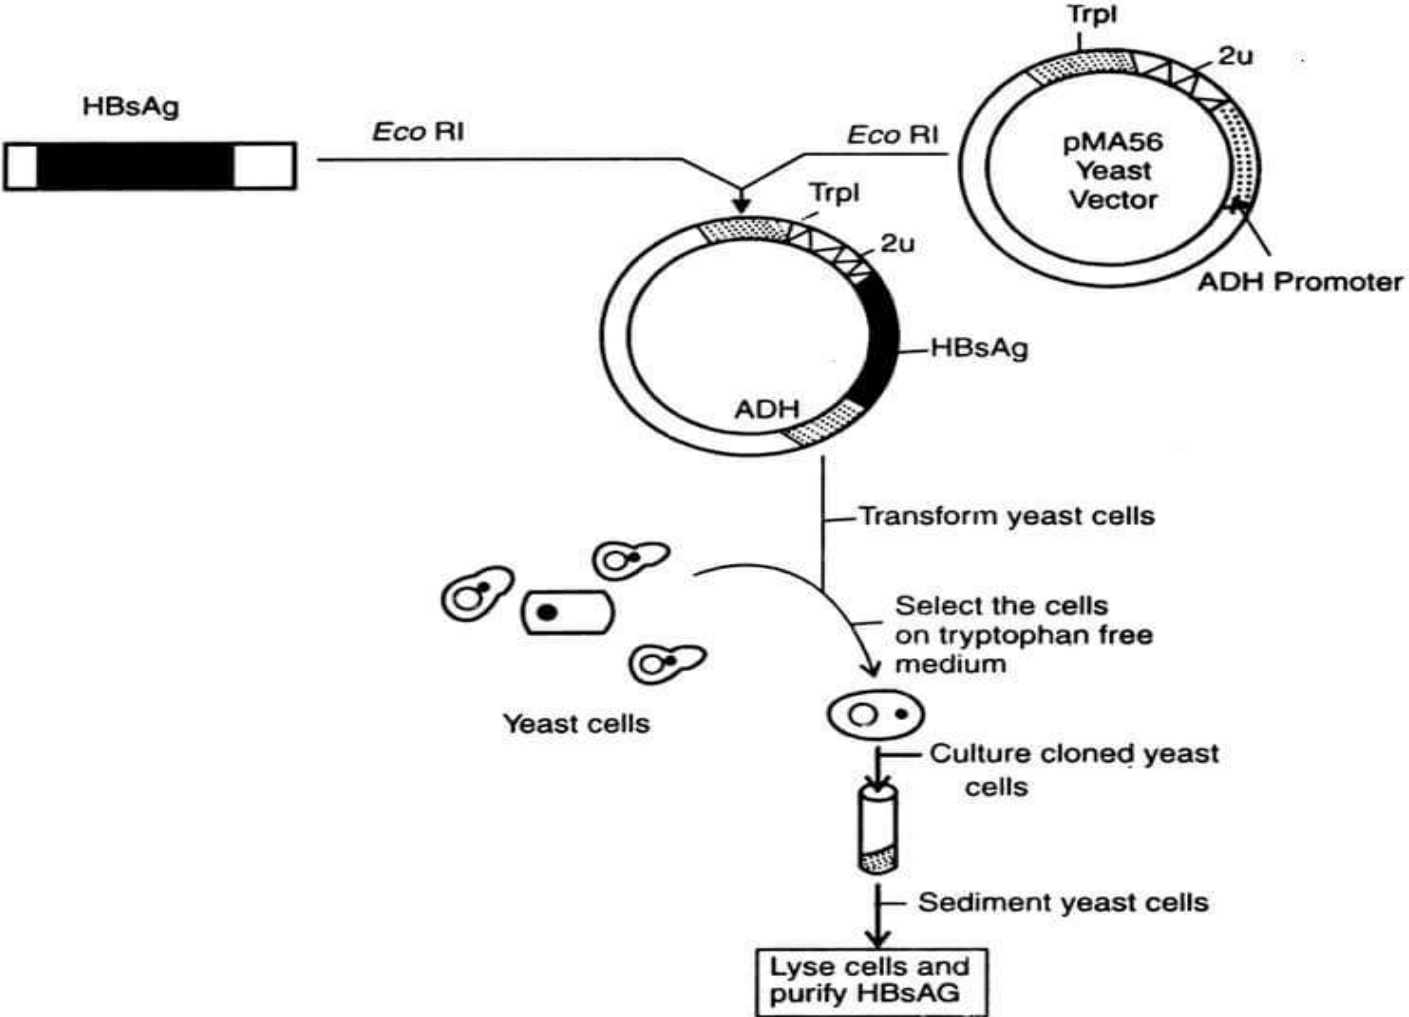 TrpI
2u
HBsAg
Eco RI
Eco RI
pMA56
Yeast
Vector
TrpI
2u
ADH Promoter
HBsAg
ADH
Transform yeast cells
Select the cells
on tryptophan free
medium
Yeast cells
Culture cloned yeast
cells
Sediment yeast cells
Lyse cells and
purify HBsAG